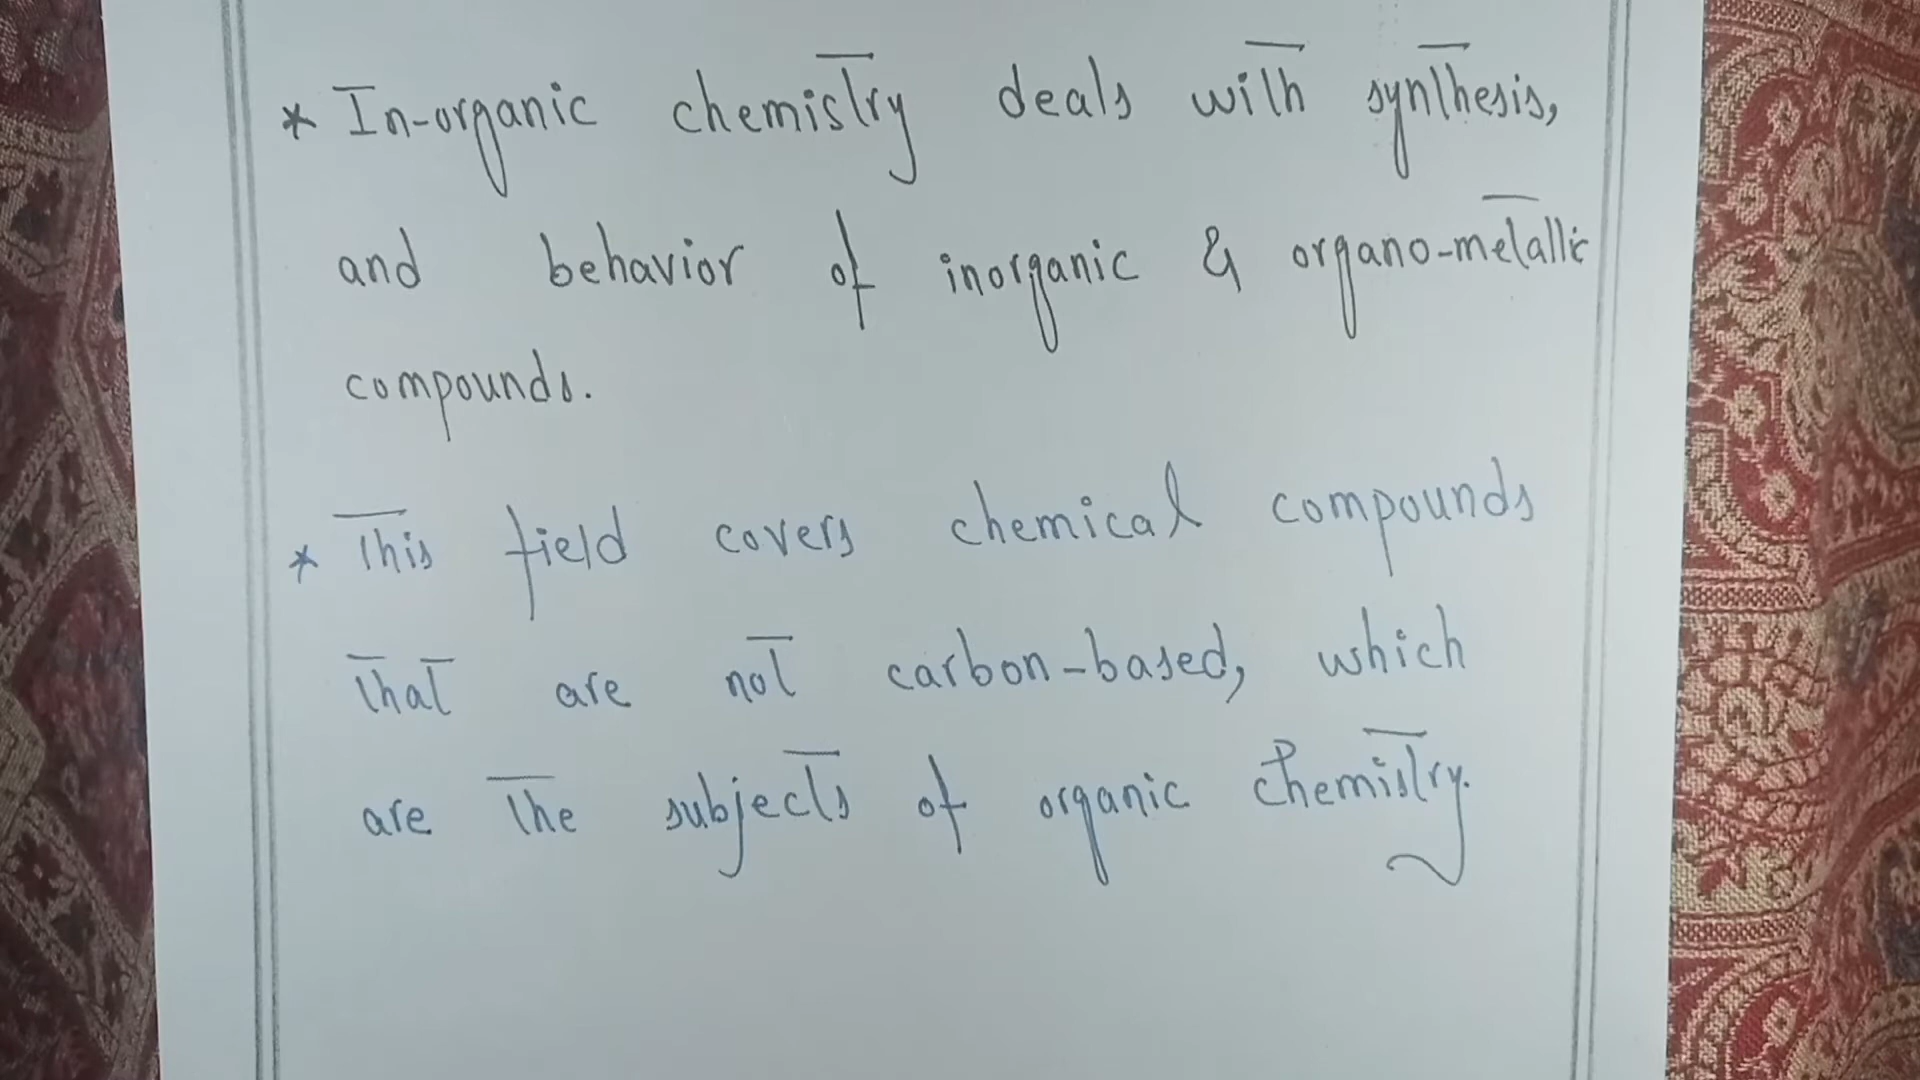 * In-organic chemistry deals with synthesis,
and behavior of inorganic & organo-metallic
compounds.
* This field covers chemical compounds
that are not carbon-based, which
are the subjects of organic chemistry.